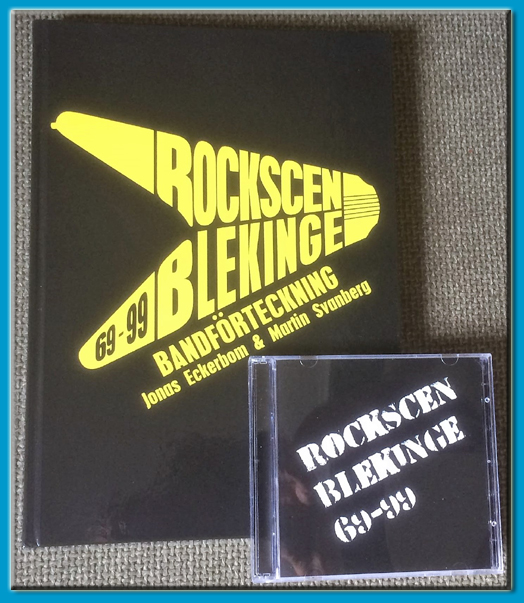 ROCKSCEN
BLEKINGE
69-99
BANDFÖRTECKNING
Jonas Eckerbom & Martin Svanberg
ROCKSCEN
BLEKINGE
69-99